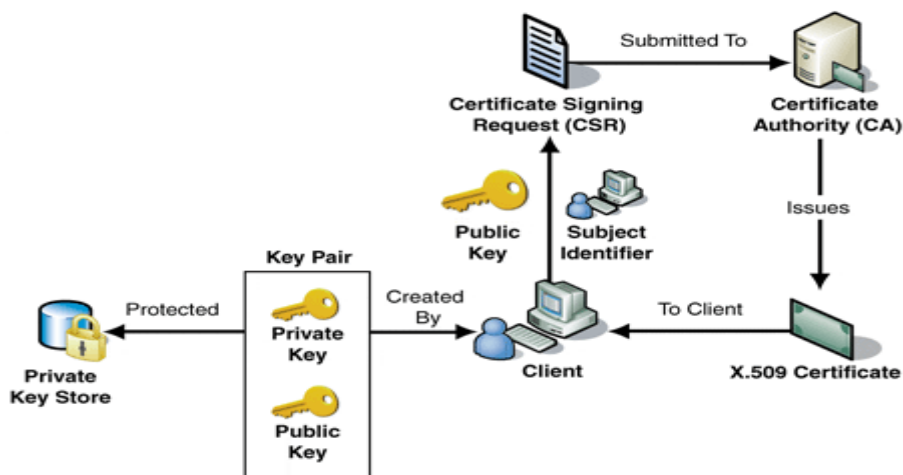 Submitted To
Certificate Signing
Request (CSR)
Certificate
Authority (CA)
Public
Key
Subject
Identifier
Issues
Key Pair
Protected
Private
Key
Created
By
To Client
Private
Key Store
Client
X.509 Certificate
Public
Key